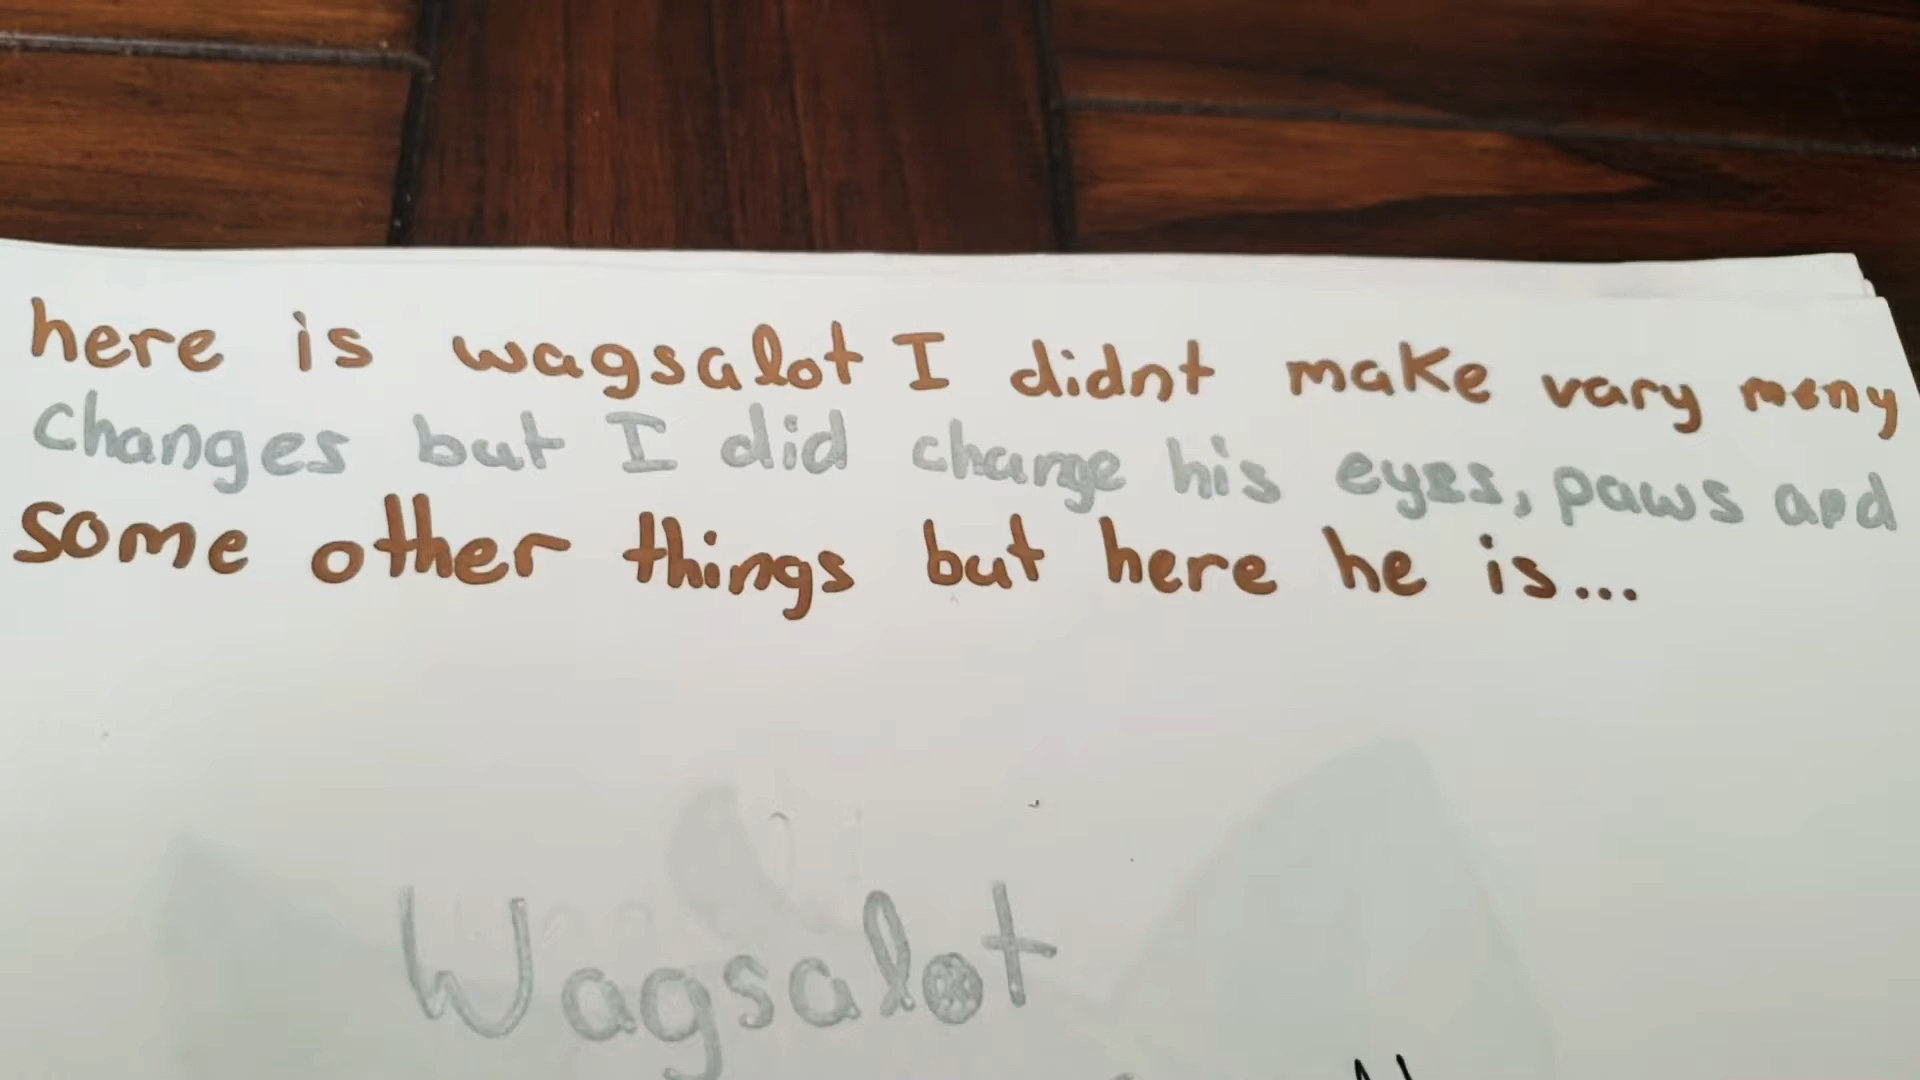 here is wagsalot I didnt make vary mony
changes but I did change his eyes, paws and
some other things but here he is...
Wagsalot